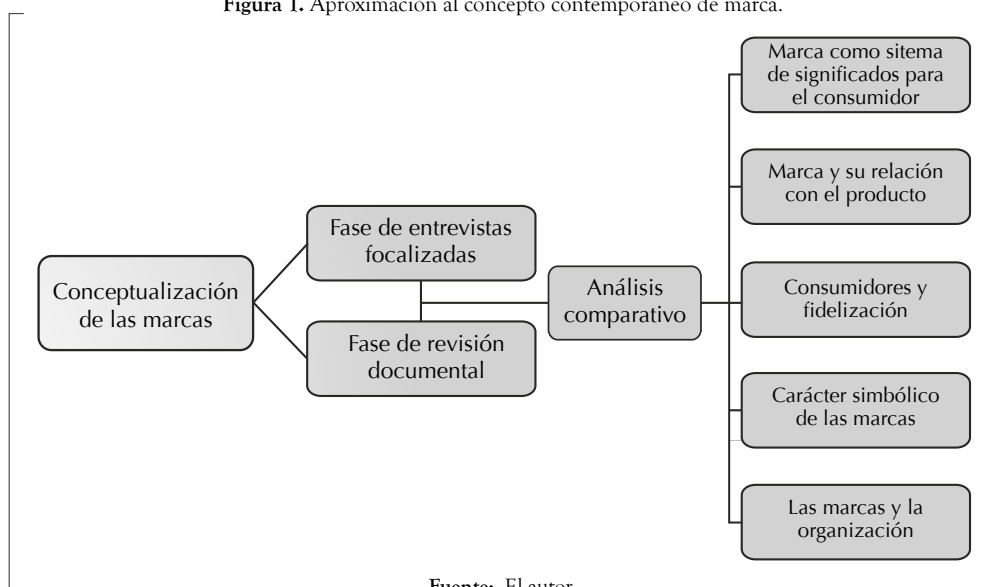 Figura 1. Aproximación al concepto contemporáneo de marca.
Conceptualización
de las marcas
Fase de entrevistas
focalizadas
Fase de revisión
documental
Análisis
comparativo
Marca como sitema
de significados para
el consumidor
Marca y su relación
con el producto
Consumidores y
fidelización
Carácter simbólico
de las marcas
Las marcas y la
organización
Fuente: El autor